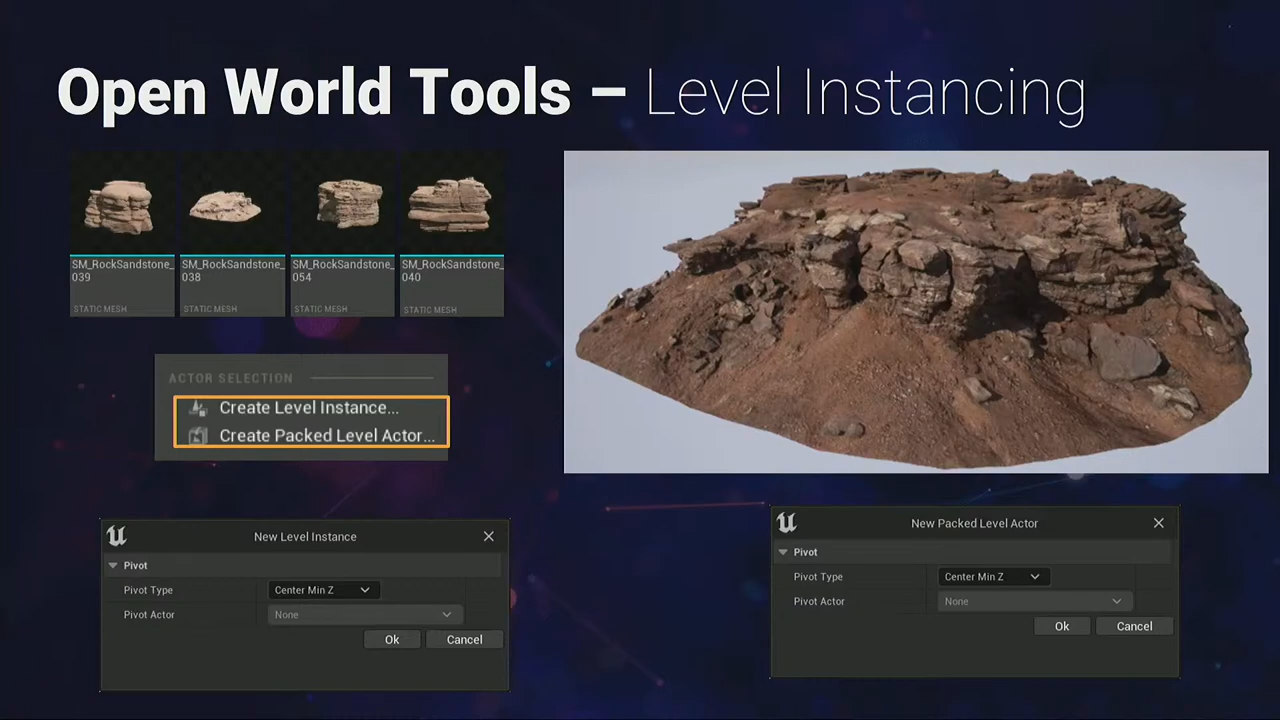 Open World Tools – Level Instancing
SM_RockSandstone_
039
STATIC MESH
SM_RockSandstone_
038
STATIC MESH
SM_RockSandstone_
054
STATIC MESH
SM_RockSandstone_
040
STATIC MESH
ACTOR SELECTION
Create Level Instance...
Create Packed Level Actor...
New Level Instance
Pivot
Pivot Type
Center Min Z
Pivot Actor
None
Ok
Cancel
New Packed Level Actor
Pivot
Pivot Type
Center Min Z
Pivot Actor
None
Ok
Cancel